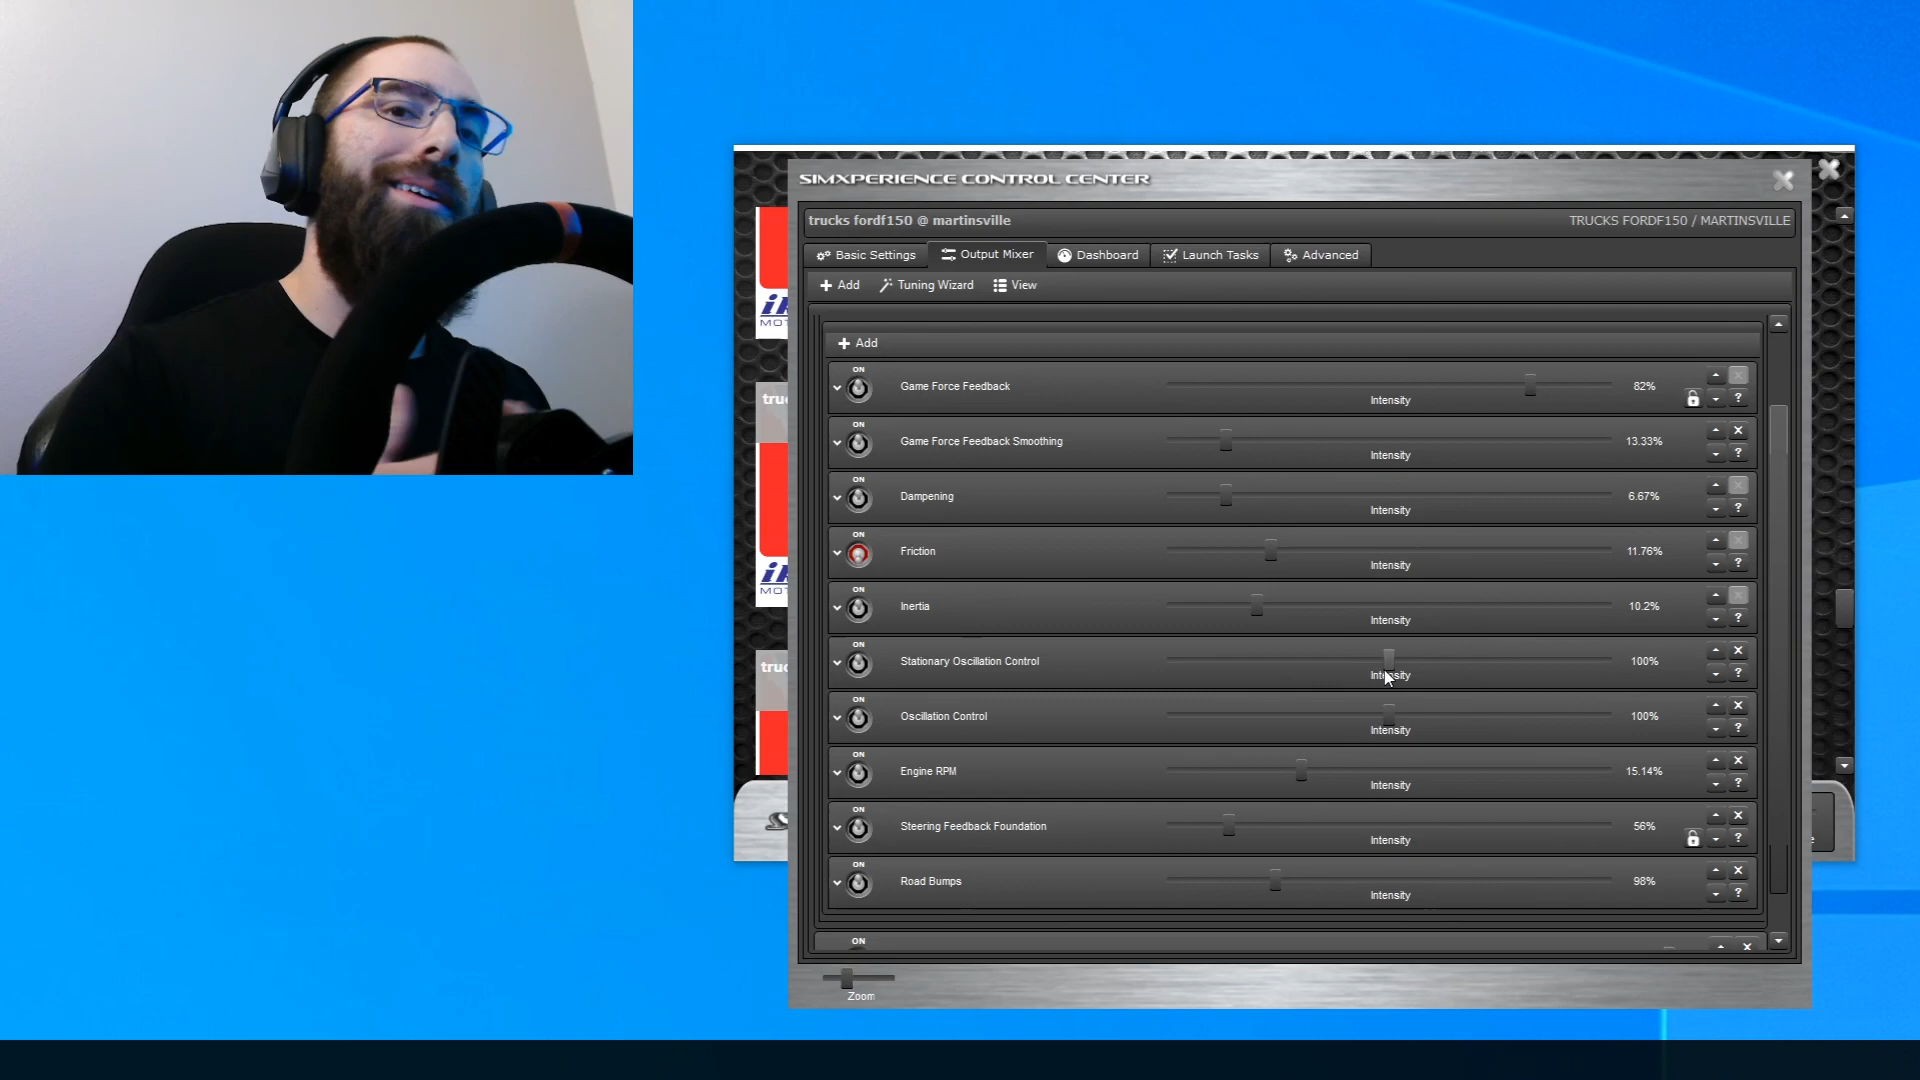 SIMXPERIENCE CONTROL CENTER
trucks fordf150 @ martinsville
TRUCKS FORDF150 / MARTINSVILLE
Basic Settings
Output Mixer
Dashboard
Launch Tasks
Advanced
Add
Tuning Wizard
View
Add
ON
Game Force Feedback
82%
Intensity
ON
Game Force Feedback Smoothing
13.33%
Intensity
ON
Dampening
6.67%
Intensity
ON
Friction
11.76%
Intensity
ON
Inertia
10.2%
Intensity
ON
Stationary Oscillation Control
100%
Intensity
ON
Oscillation Control
100%
Intensity
ON
Engine RPM
15.14%
Intensity
ON
Steering Feedback Foundation
56%
Intensity
ON
Road Bumps
98%
Intensity
ON
Zoom